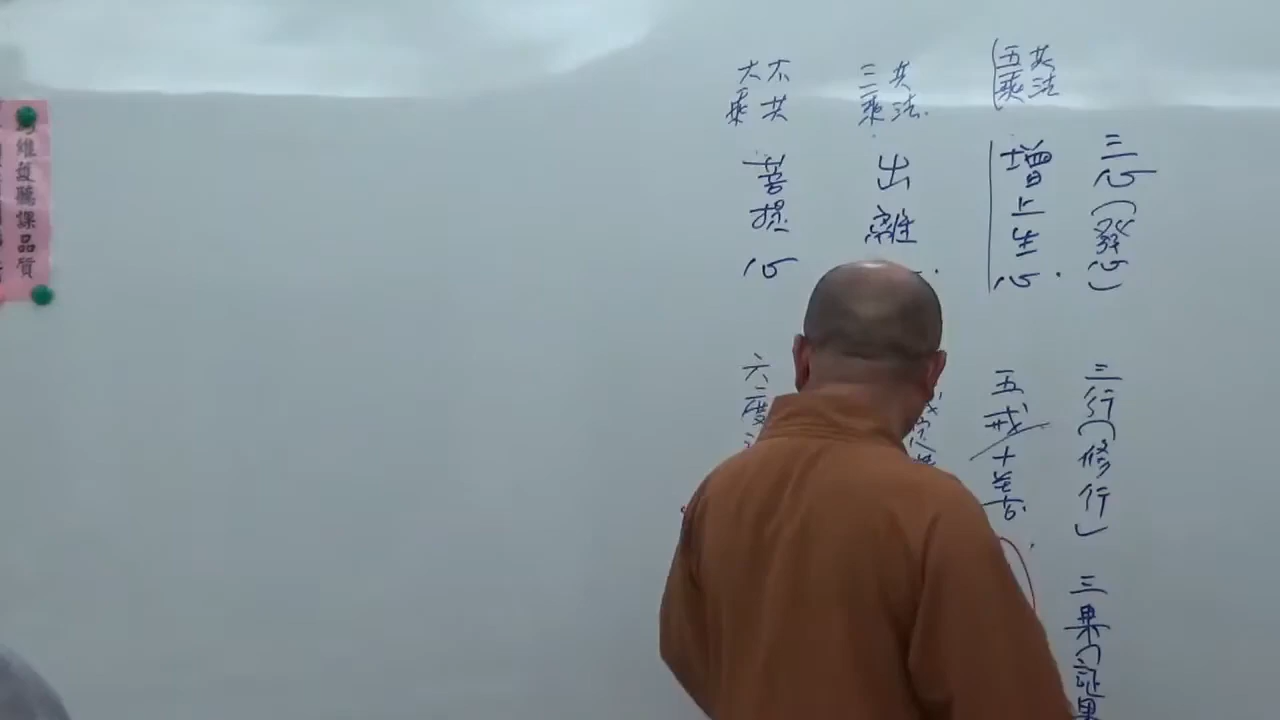 三心(發心) 三行(修行) 三果(証果
五乘共法 增上生心 五戒十善
三乘共法 出離
大乘不共 菩提心 六度
維護聽課品質